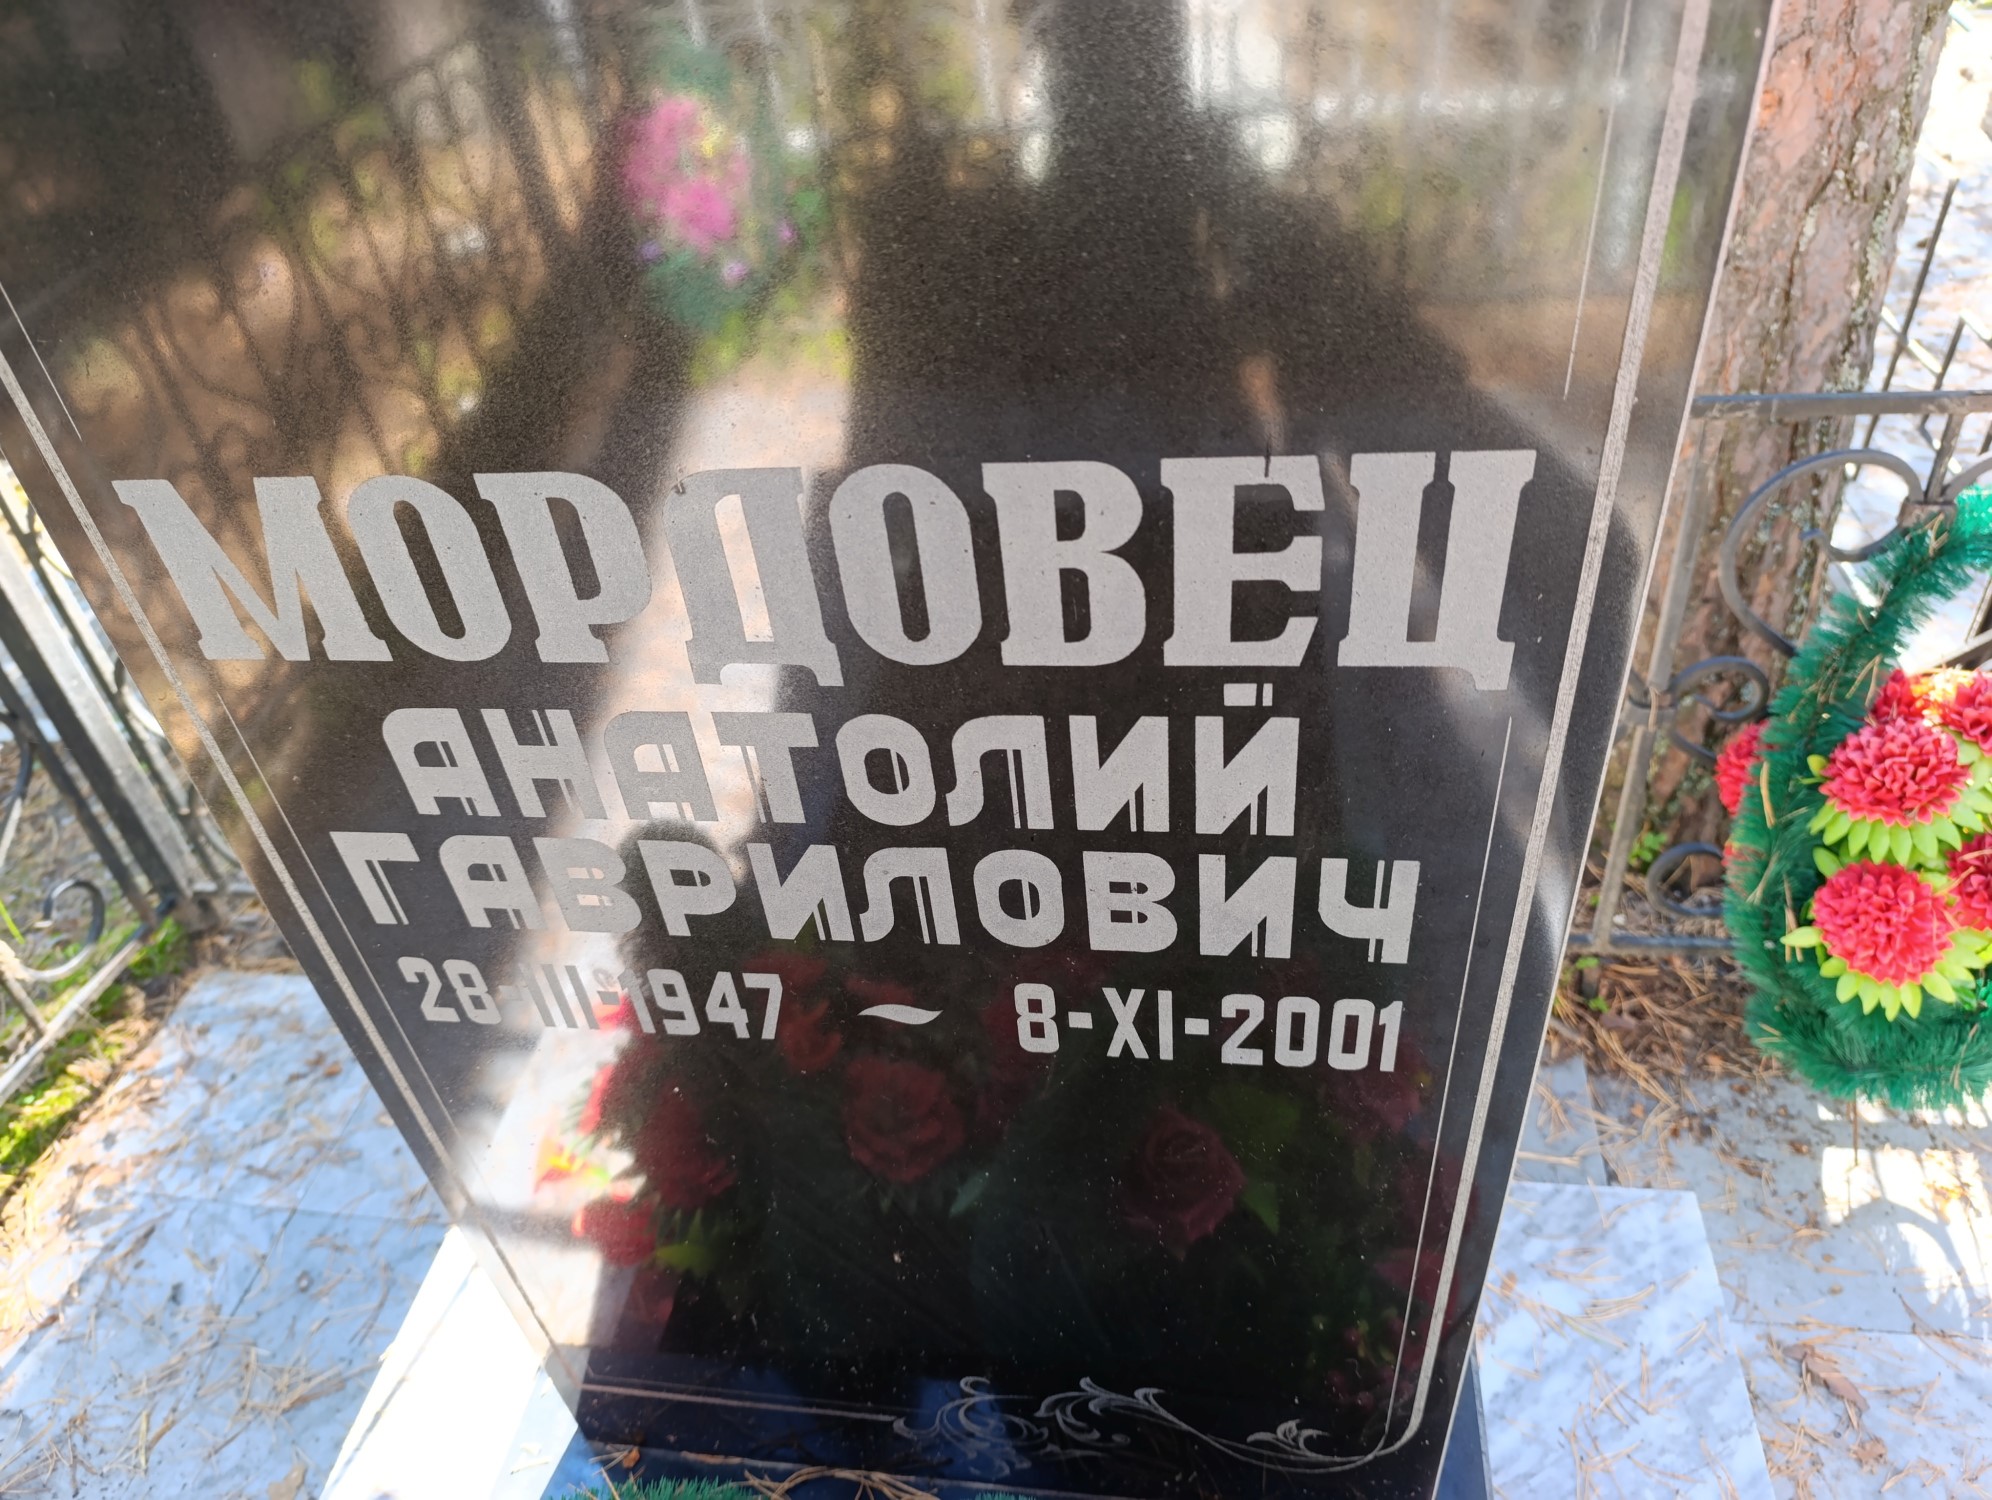 МОРДОВЕЦ
АНАТОЛИЙ
ГАВРИЛОВИЧ
28-III-1947 ~ 8-XI-2001